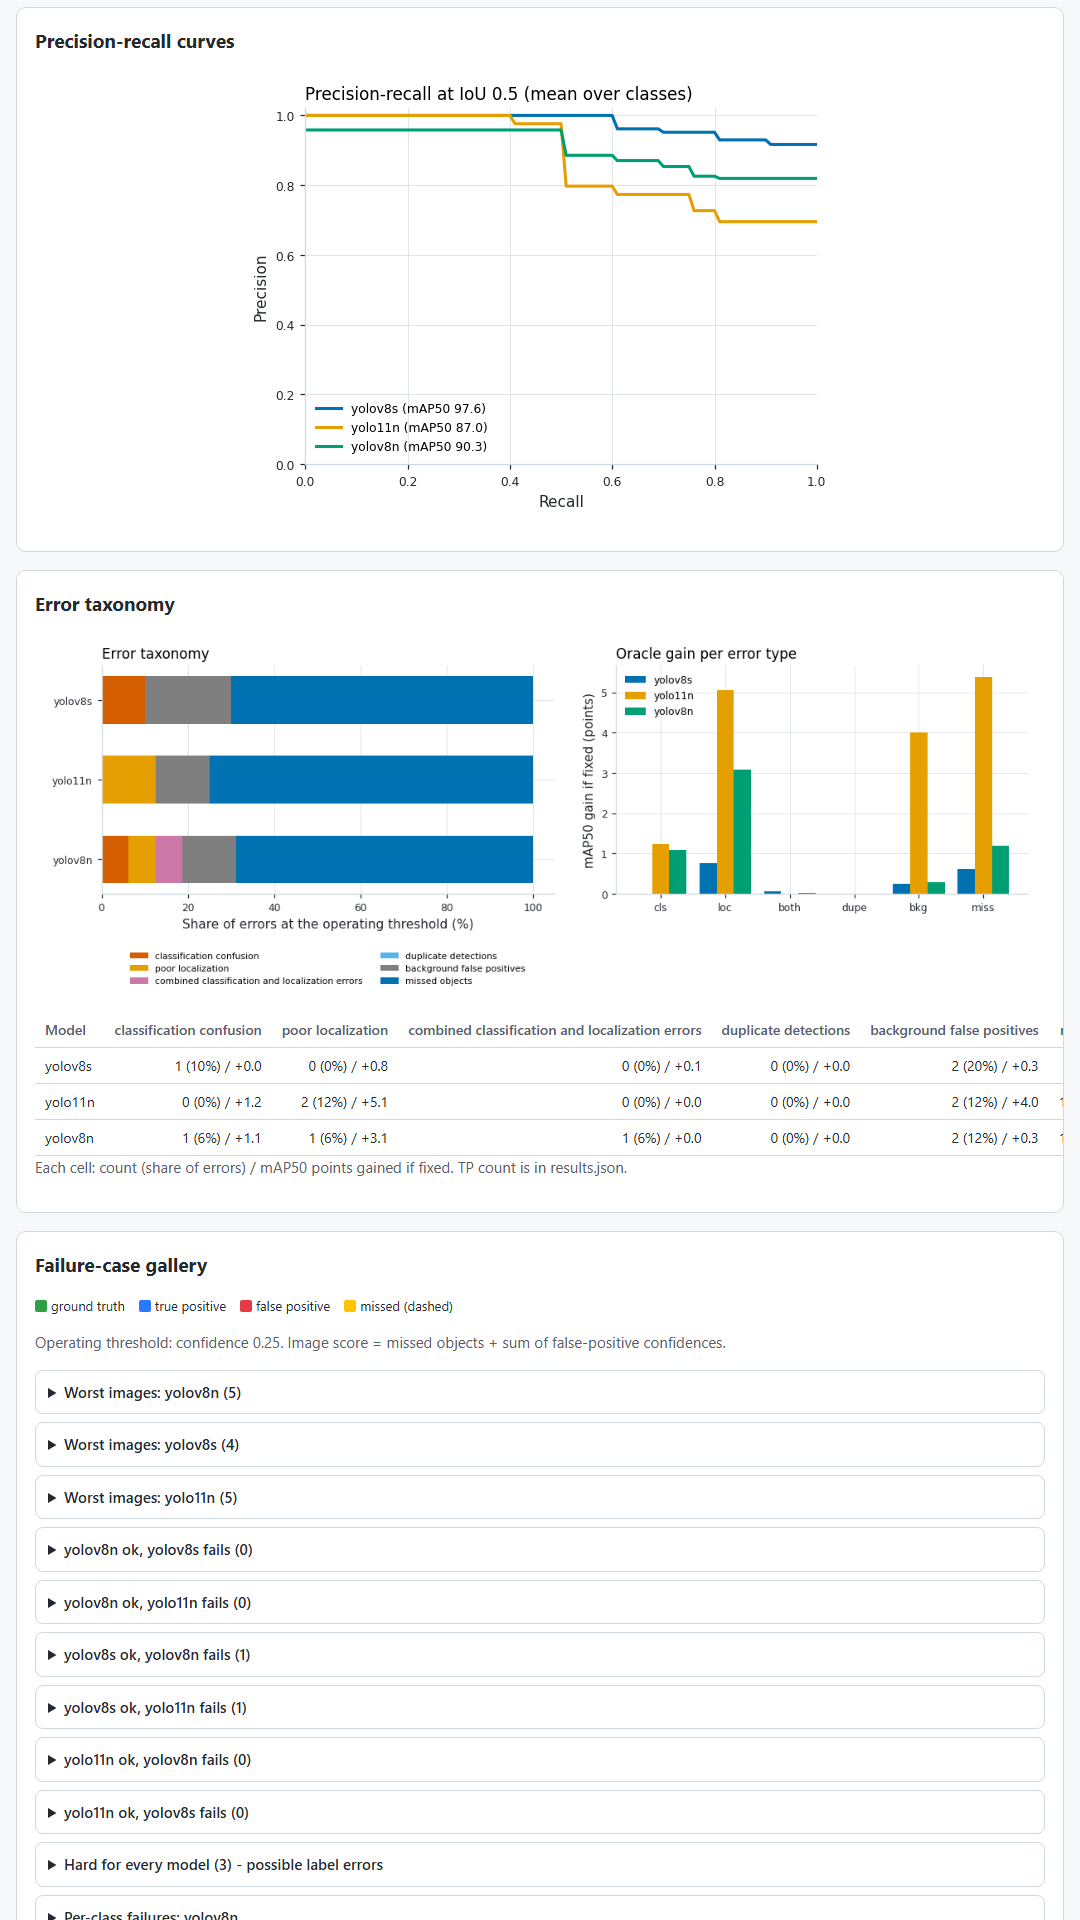 Precision-recall curves
Precision-recall at IoU 0.5 (mean over classes)
1.0
0.8
0.6
0.4
0.2
0.0
Precision
yolov8s (mAP50 97.6)
yolo11n (mAP50 87.0)
yolov8n (mAP50 90.3)
0.0 0.2 0.4 0.6 0.8 1.0
Recall
Error taxonomy
Error taxonomy
yolov8s
yolo11n
yolov8n
0 20 40 60 80 100
Share of errors at the operating threshold (%)
classification confusion
poor localization
combined classification and localization errors
duplicate detections
background false positives
missed objects
Oracle gain per error type
yolov8s
yolo11n
yolov8n
5
4
3
2
1
0
mAP50 gain if fixed (points)
cls loc both dupe bkg miss
Model classification confusion poor localization combined classification and localization errors duplicate detections background false positives
yolov8s 1 (10%) / +0.0 0 (0%) / +0.8 0 (0%) / +0.1 0 (0%) / +0.0 2 (20%) / +0.3
yolo11n 0 (0%) / +1.2 2 (12%) / +5.1 0 (0%) / +0.0 0 (0%) / +0.0 2 (12%) / +4.0
yolov8n 1 (6%) / +1.1 1 (6%) / +3.1 1 (6%) / +0.0 0 (0%) / +0.0 2 (12%) / +0.3
Each cell: count (share of errors) / mAP50 points gained if fixed. TP count is in results.json.
Failure-case gallery
ground truth true positive false positive missed (dashed)
Operating threshold: confidence 0.25. Image score = missed objects + sum of false-positive confidences.
Worst images: yolov8n (5)
Worst images: yolov8s (4)
Worst images: yolo11n (5)
yolov8n ok, yolov8s fails (0)
yolov8n ok, yolo11n fails (0)
yolov8s ok, yolov8n fails (1)
yolov8s ok, yolo11n fails (1)
yolo11n ok, yolov8n fails (0)
yolo11n ok, yolov8s fails (0)
Hard for every model (3) - possible label errors
Per-class failures: yolov8n